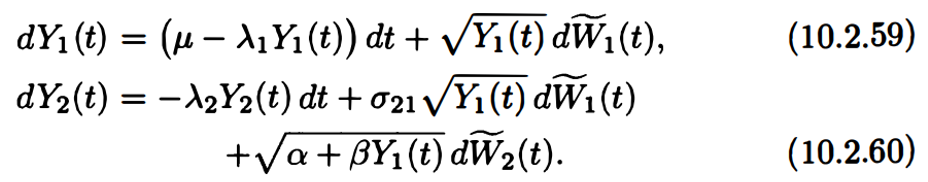 dY₁(t) = (μ − λ₁Y₁(t)) dt + √Y₁(t) dW̃₁(t), (10.2.59)
dY₂(t) = −λ₂Y₂(t) dt + σ₂₁√Y₁(t) dW̃₁(t)
+√α + βY₁(t) dW̃₂(t). (10.2.60)